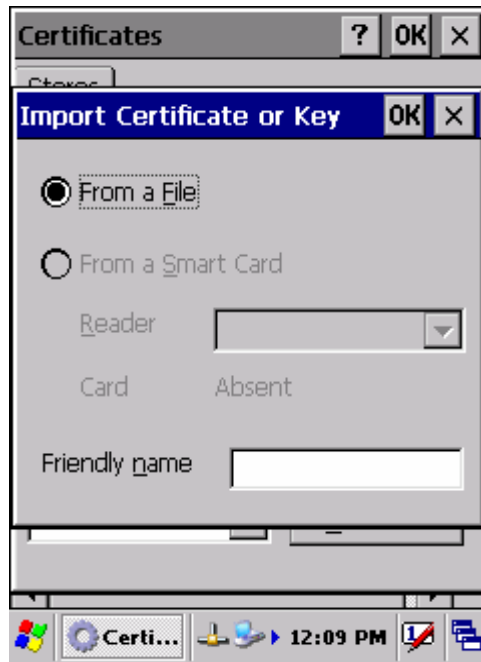 Certificates ? OK ×
Stores
Import Certificate or Key OK ×
From a File
From a Smart Card
Reader
Card Absent
Friendly name
Certi... 12:09 PM